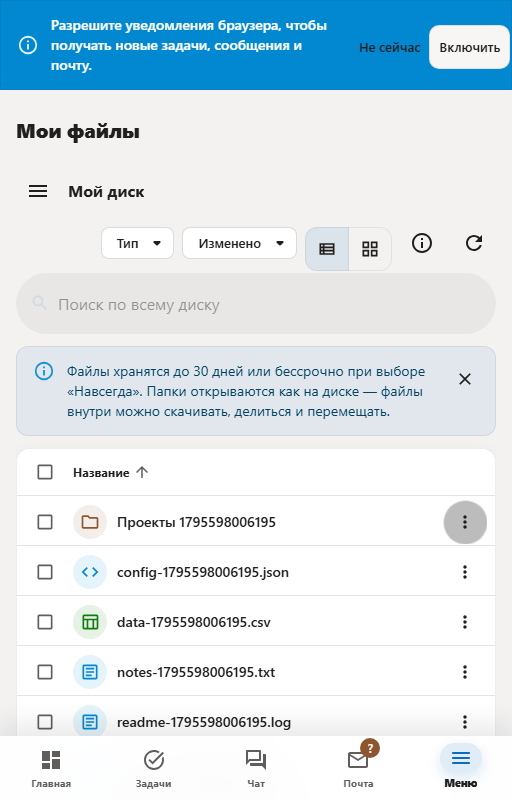 Разрешите уведомления браузера, чтобы
получать новые задачи, сообщения и
почту.
Не сейчас
Включить
Мои файлы
Мой диск
Тип
Изменено
Поиск по всему диску
Файлы хранятся до 30 дней или бессрочно при выборе
«Навсегда». Папки открываются как на диске — файлы
внутри можно скачивать, делиться и перемещать.
Название
Проекты 1795598006195
config-1795598006195.json
data-1795598006195.csv
notes-1795598006195.txt
readme-1795598006195.log
?
Главная
Задачи
Чат
Почта
Меню